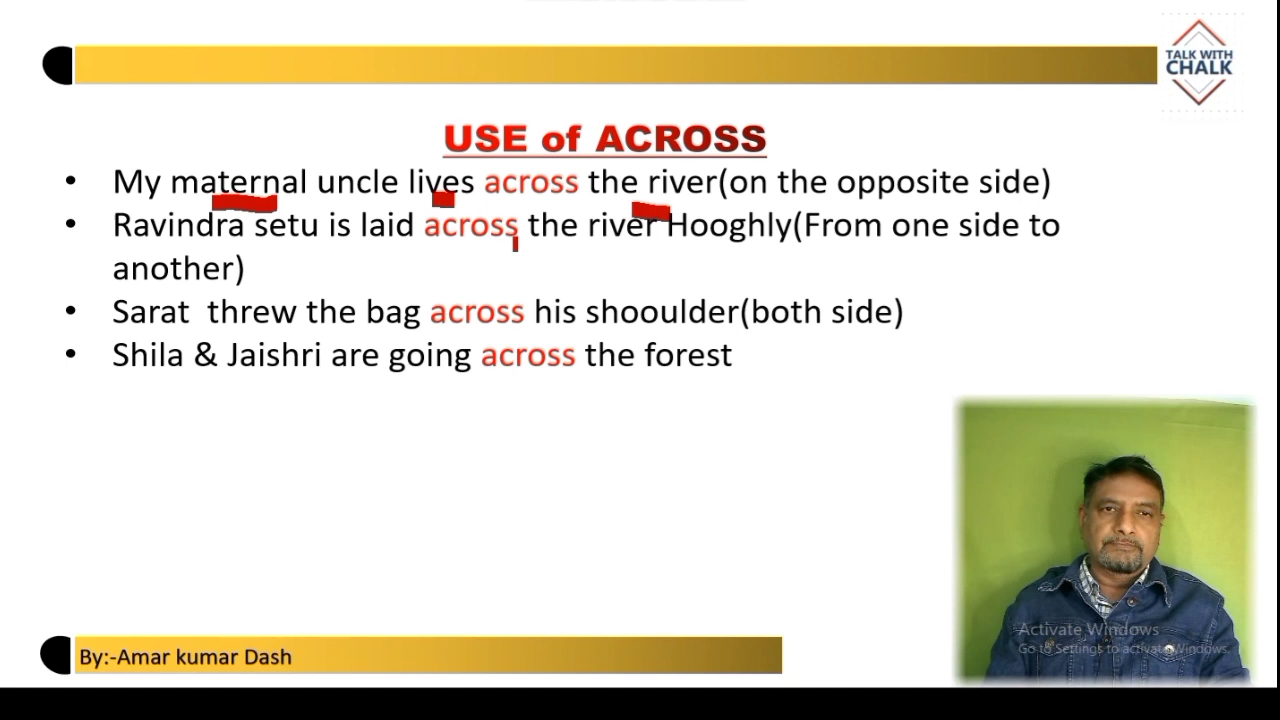 TALK WITH
CHALK
USE of ACROSS
• My maternal uncle lives across the river(on the opposite side)
• Ravindra setu is laid across the river Hooghly(From one side to
another)
• Sarat threw the bag across his shooulder(both side)
• Shila & Jaishri are going across the forest
Activate Windows
Go to Settings to activate Windows.
By:-Amar kumar Dash